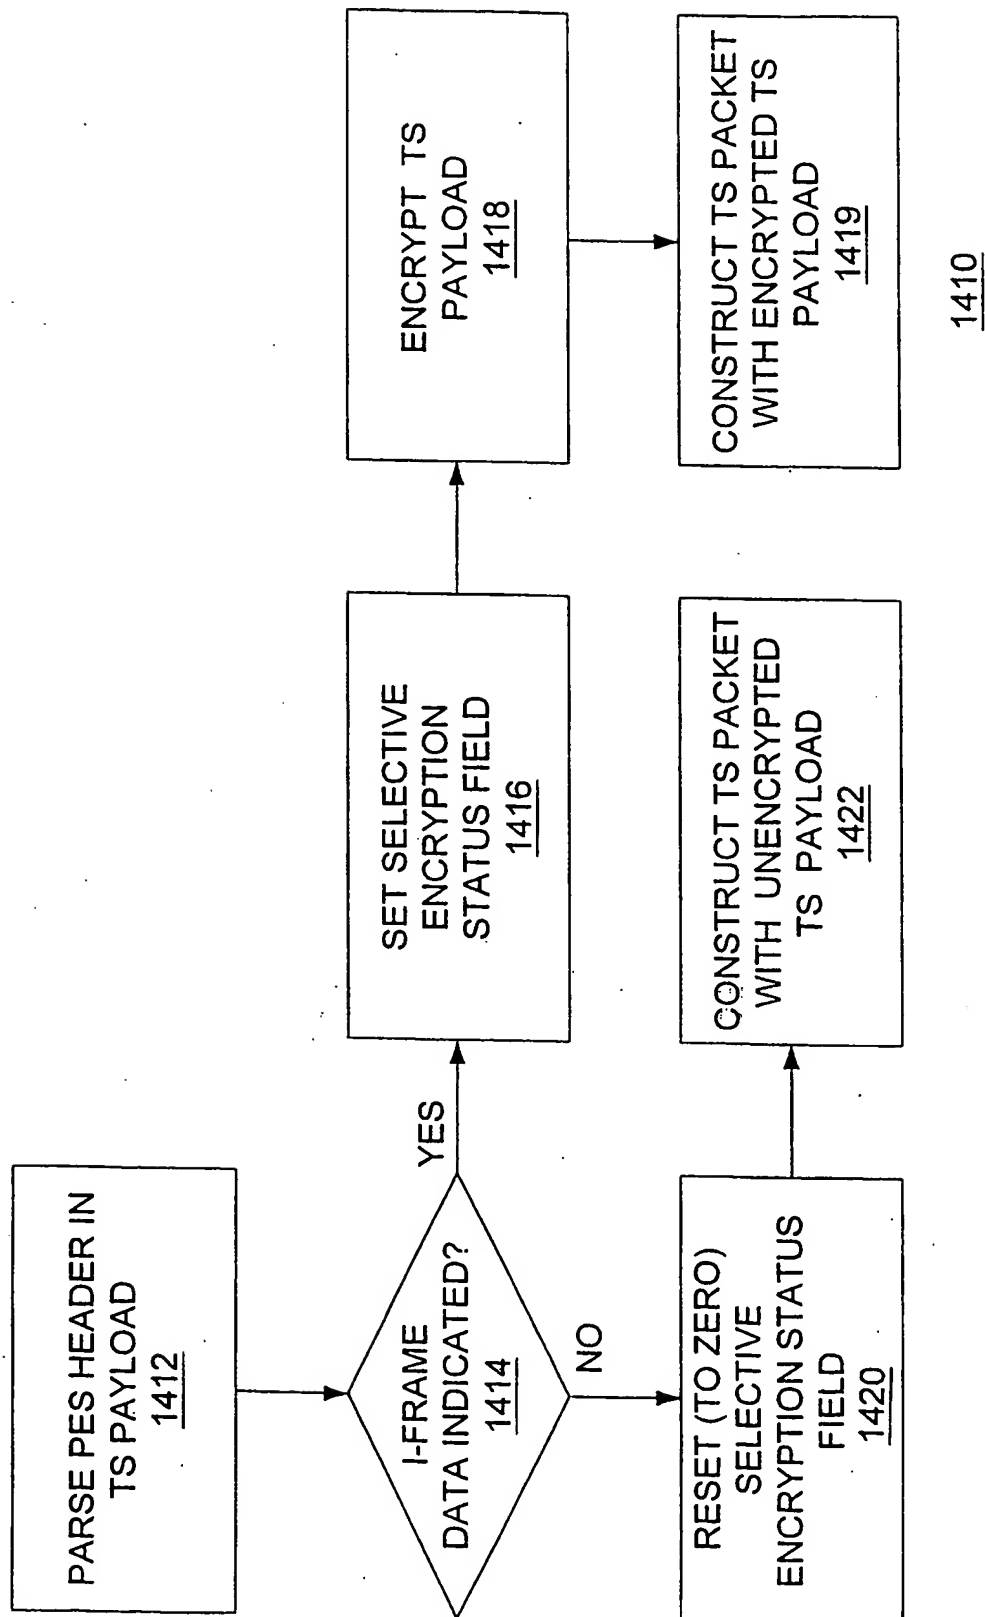 PARSE PES HEADER IN
TS PAYLOAD
1412
I-FRAME
DATA INDICATED?
1414
YES
NO
SET SELECTIVE
ENCRYPTION
STATUS FIELD
1416
ENCRYPT TS
PAYLOAD
1418
CONSTRUCT TS PACKET
WITH ENCRYPTED TS
PAYLOAD
1419
RESET (TO ZERO)
SELECTIVE
ENCRYPTION STATUS
FIELD
1420
CONSTRUCT TS PACKET
WITH UNENCRYPTED
TS PAYLOAD
1422
1410